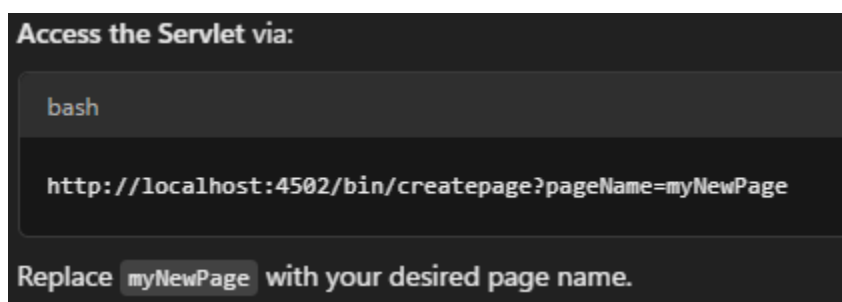 Access the Servlet via:
bash
http://localhost:4502/bin/createpage?pageName=myNewPage
Replace myNewPage with your desired page name.